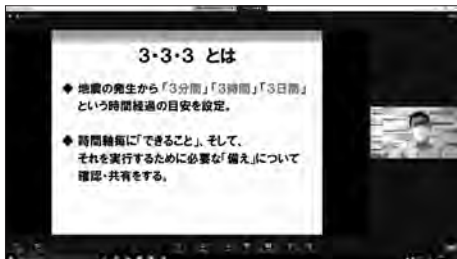 3・3・3 とは
◆ 地震の発生から「3分間」「3時間」「3日間」
という時間経過の目安を設定。
◆ 時間軸毎に「できること」、そして、
それを実行するために必要な「備え」について
確認・共有をする。